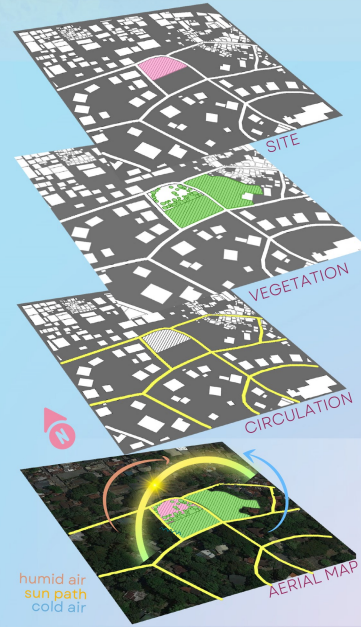 SITE
VEGETATION
CIRCULATION
N
humid air
sun path
cold air
AERIAL MAP